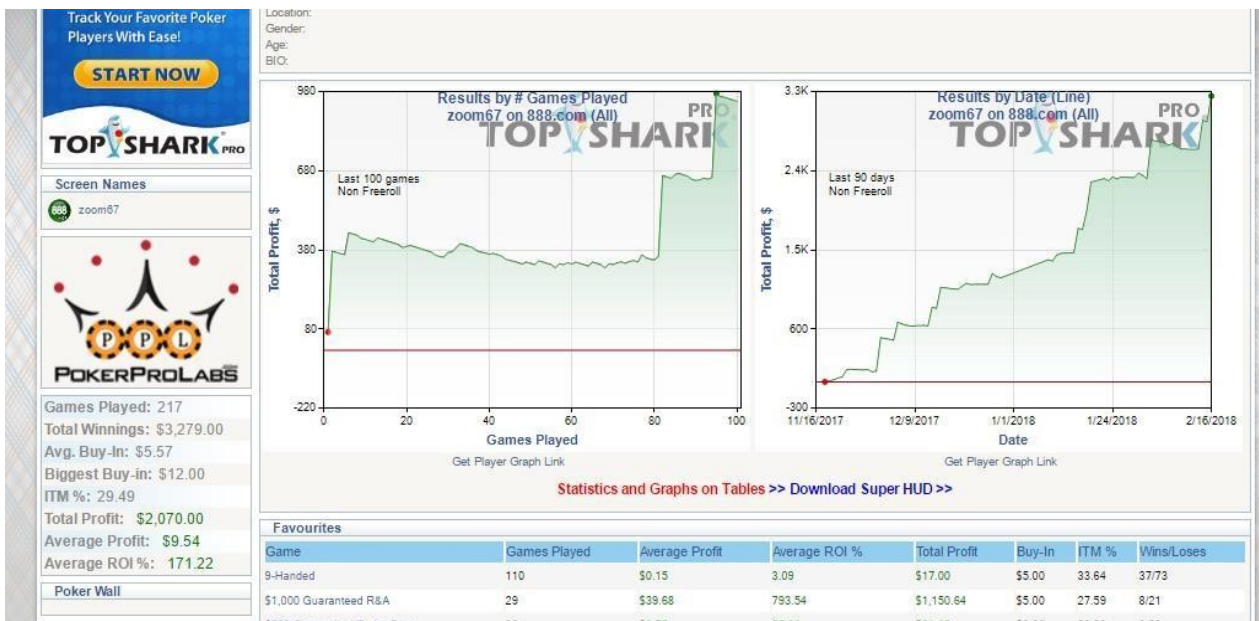 Track Your Favorite Poker
Players With Ease!
START NOW
TOP SHARK PRO
Screen Names
888 zoom67
P P L
POKERPROLABS
Games Played: 217
Total Winnings: $3,279.00
Avg. Buy-In: $5.57
Biggest Buy-in: $12.00
ITM %: 29.49
Total Profit: $2,070.00
Average Profit: $9.54
Average ROI %: 171.22
Poker Wall
Location:
Gender:
Age:
BIO:
Results by # Games Played
zoom67 on 888.com (All)
TOP SHARK PRO
Last 100 games
Non Freeroll
Total Profit, $
980
680
380
80
-220
0 20 40 60 80 100
Games Played
Get Player Graph Link
Results by Date (Line)
zoom67 on 888.com (All)
TOP SHARK PRO
Last 90 days
Non Freeroll
Total Profit, $
3.3K
2.4K
1.5K
600
-300
11/16/2017 12/9/2017 1/1/2018 1/24/2018 2/16/2018
Date
Get Player Graph Link
Statistics and Graphs on Tables >> Download Super HUD >>
Favourites
Game Games Played Average Profit Average ROI % Total Profit Buy-In ITM % Wins/Loses
9-Handed 110 $0.15 3.09 $17.00 $5.00 33.64 37/73
$1,000 Guaranteed R&A 29 $39.68 793.54 $1,150.64 $5.00 27.59 8/21